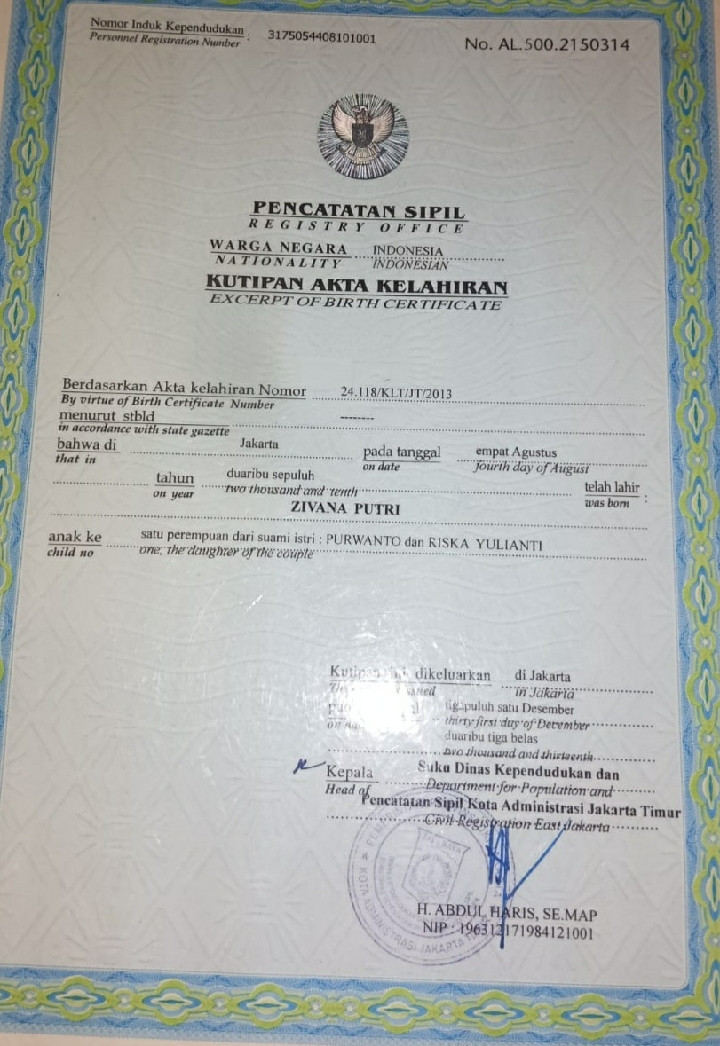 Nomor Induk Kependudukan : 3175054408101001
Personnel Registration Number
No. AL.500.2150314
PENCATATAN SIPIL
REGISTRY OFFICE
WARGA NEGARA INDONESIA
NATIONALITY INDONESIAN
KUTIPAN AKTA KELAHIRAN
EXCERPT OF BIRTH CERTIFICATE
Berdasarkan Akta kelahiran Nomor 24.118/KLT/JT/2013
By virtue of Birth Certificate Number
menurut stbld --------
in accordance with state gazette
bahwa di Jakarta pada tanggal empat Agustus
that in on date fourth day of August
tahun duaribu sepuluh telah lahir :
on year two thousand and tenth was born
ZIVANA PUTRI
anak ke satu perempuan dari suami istri : PURWANTO dan RISKA YULIANTI
child no one, the daughter of the couple
Kutipan ini dikeluarkan di Jakarta
issued in Jakarta
tigapuluh satu Desember
thirty first day of December
duaribu tiga belas
two thousand and thirteenth
Kepala Suku Dinas Kependudukan dan
Head of Department for Population and
Pencatatan Sipil Kota Administrasi Jakarta Timur
Civil Registration East Jakarta
KOTA ADMINISTRASI JAKARTA
H. ABDUL HARIS, SE.MAP
NIP : 196312171984121001